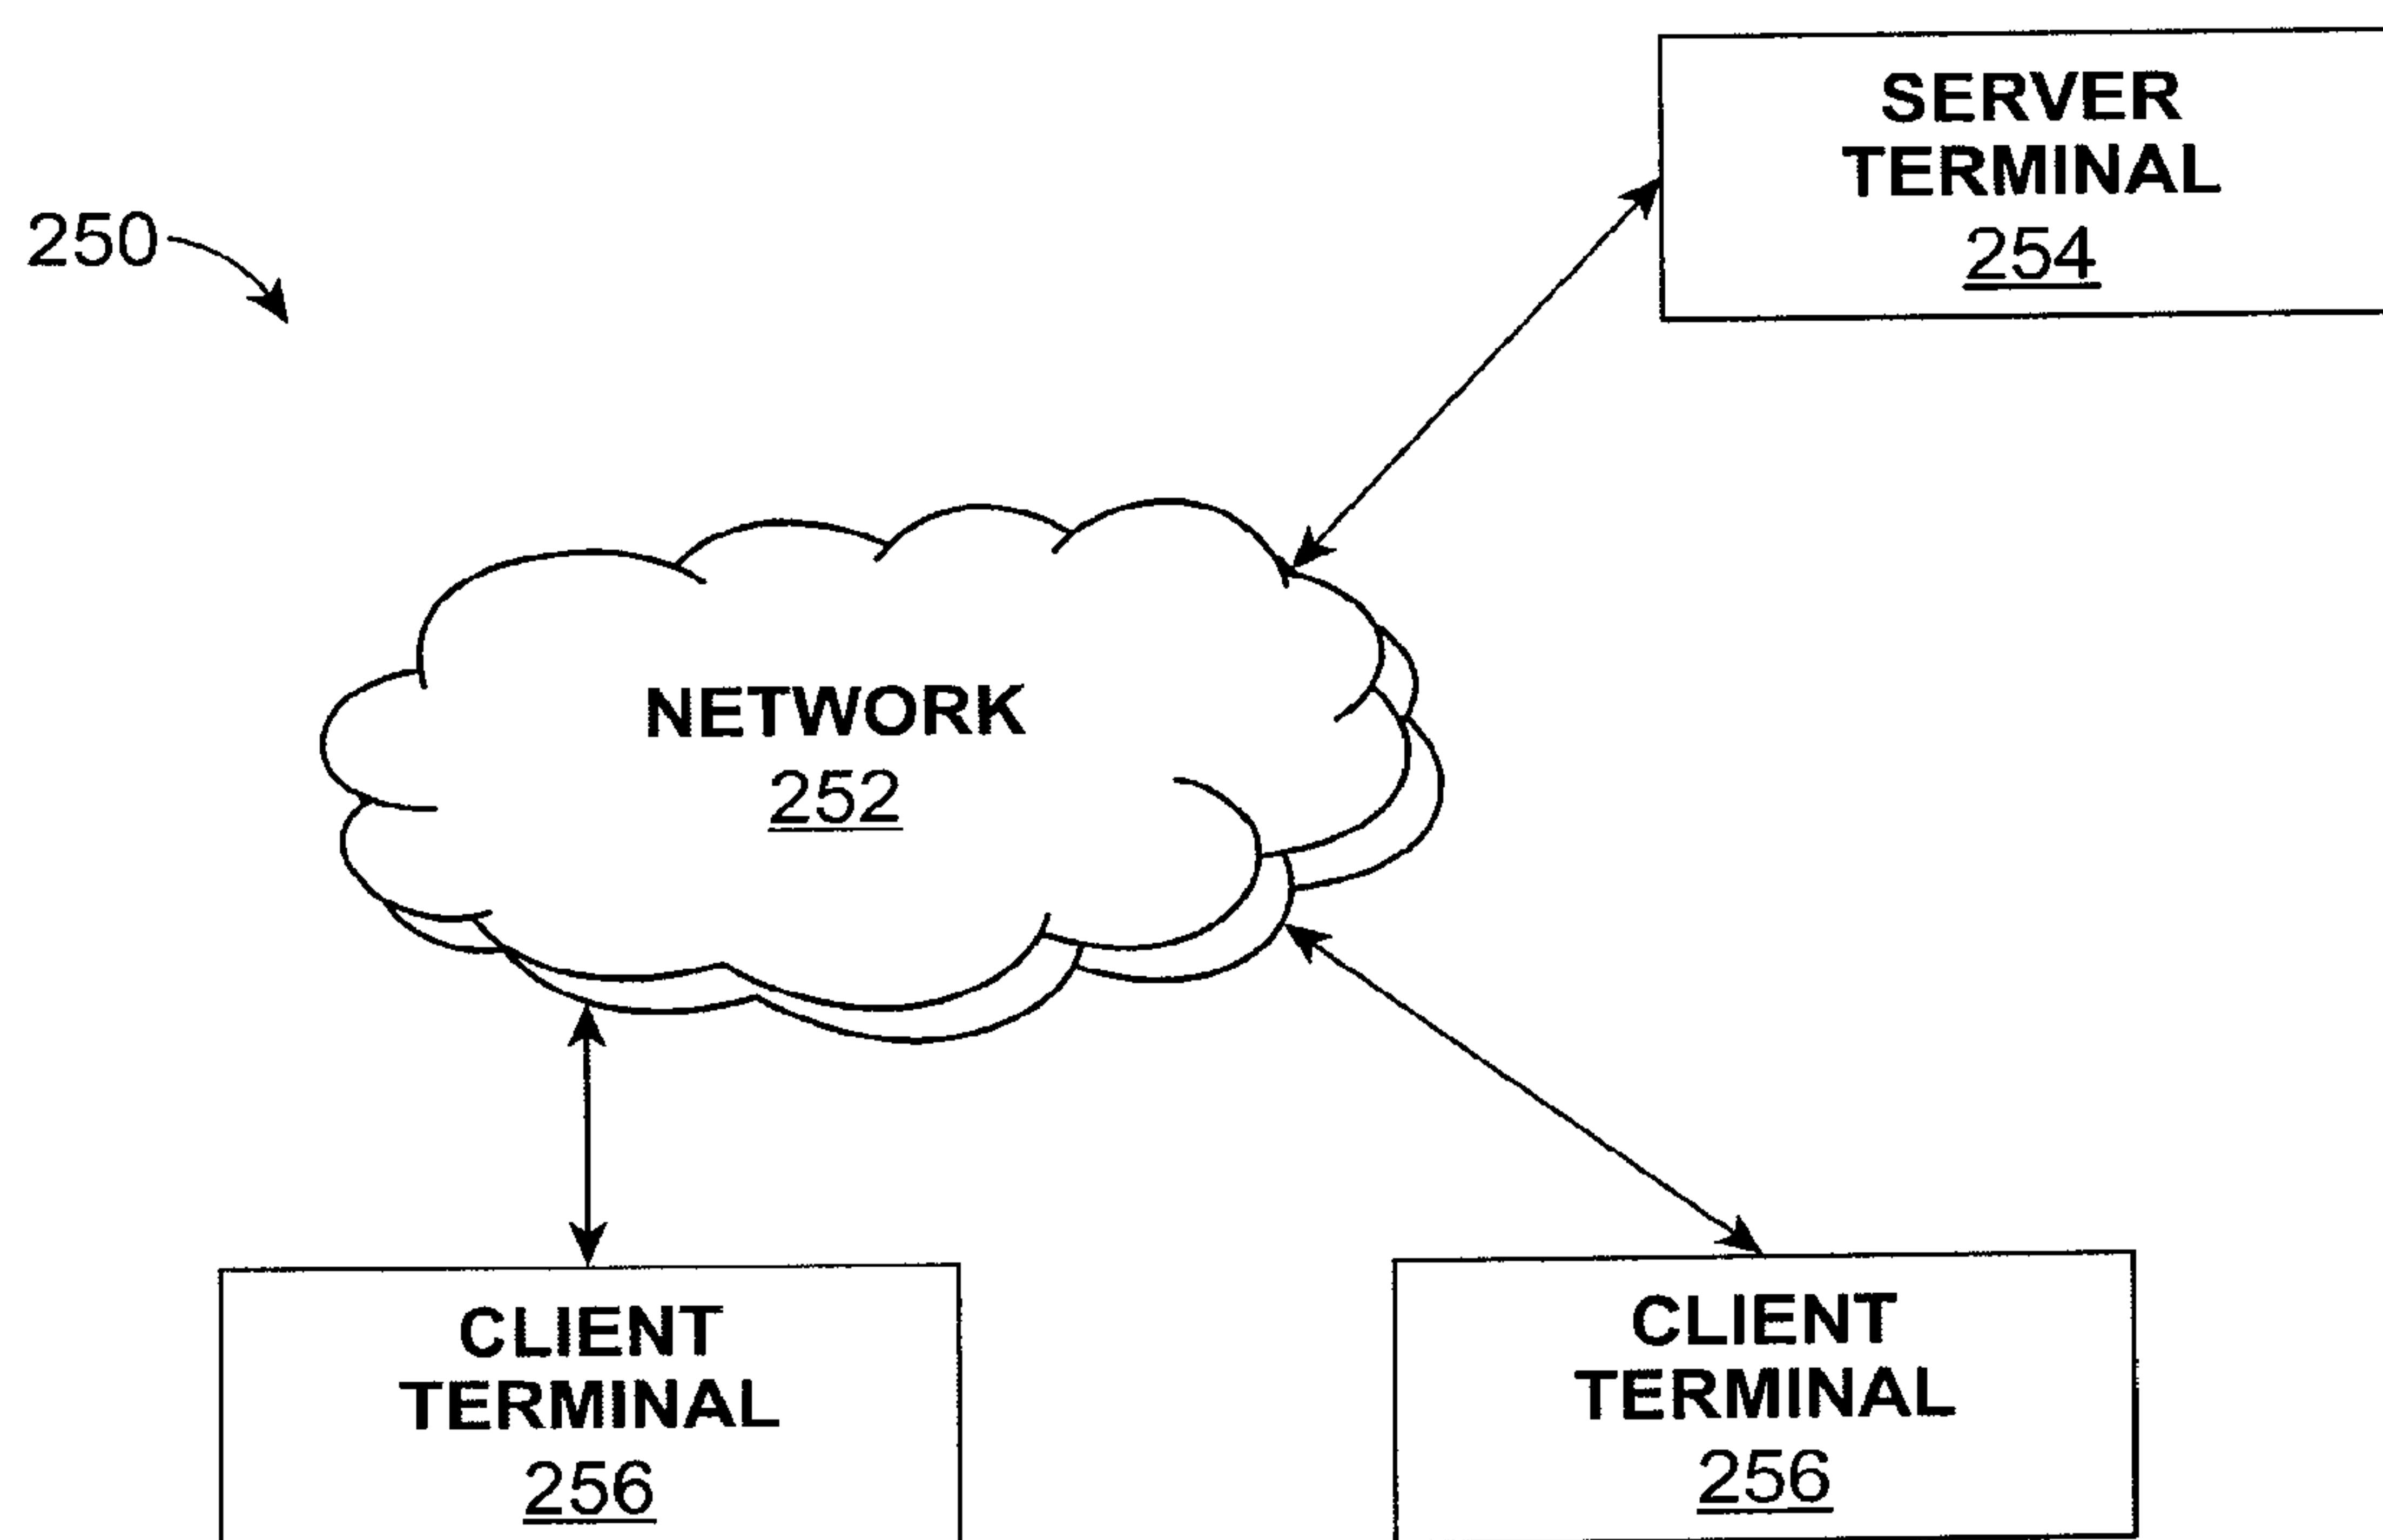 SERVER
TERMINAL
254
250
NETWORK
252
CLIENT
TERMINAL
256
CLIENT
TERMINAL
256